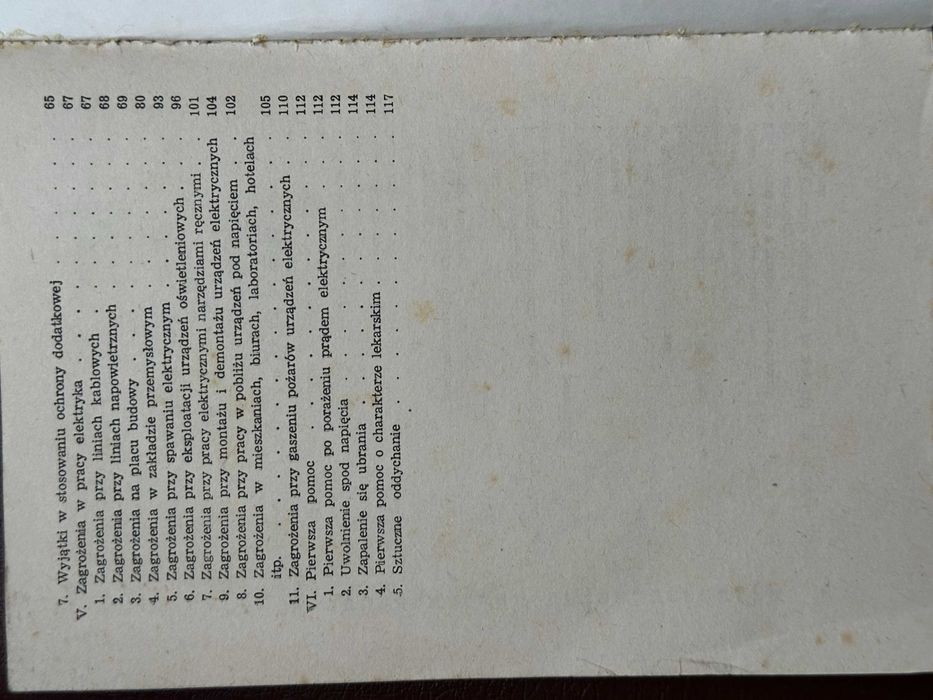 7. Wyjątki w stosowaniu ochrony dodatkowej . . . . . . 65
V. Zagrożenia w pracy elektryka . . . . . . . . 67
1. Zagrożenia przy liniach kablowych . . . . . . . 67
2. Zagrożenia przy liniach napowietrznych . . . . . . 68
3. Zagrożenia na placu budowy . . . . . . . . 69
4. Zagrożenia w zakładzie przemysłowym . . . . . . 80
5. Zagrożenia przy spawaniu elektrycznym . . . . . . 93
6. Zagrożenia przy eksploatacji urządzeń oświetleniowych . . . 96
7. Zagrożenia przy pracy elektrycznymi narzędziami ręcznymi . . 101
9. Zagrożenia przy montażu i demontażu urządzeń elektrycznych 104
8. Zagrożenia przy pracy w pobliżu urządzeń pod napięciem . . 102
10. Zagrożenia w mieszkaniach, biurach, laboratoriach, hotelach
itp. . . . . . . . . . . . . 105
11. Zagrożenia przy gaszeniu pożarów urządzeń elektrycznych . . 110
VI. Pierwsza pomoc . . . . . . . . . 112
1. Pierwsza pomoc po porażeniu prądem elektrycznym . . . 112
2. Uwolnienie spod napięcia . . . . . . . . 112
3. Zapalenie się ubrania . . . . . . . . 114
4. Pierwsza pomoc o charakterze lekarskim . . . . . . 114
5. Sztuczne oddychanie . . . . . . . . 117